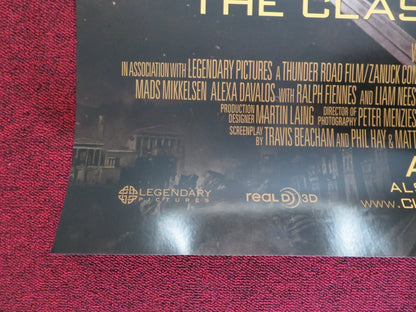 THE CLAS
IN ASSOCIATION WITH LEGENDARY PICTURES A THUNDER ROAD FILM/ZANUCK CO
MADS MIKKELSEN ALEXA DAVALOS WITH RALPH FIENNES AND LIAM NEES
PRODUCTION DESIGNER MARTIN LAING DIRECTOR OF PHOTOGRAPHY PETER MENZIES
SCREENPLAY BY TRAVIS BEACHAM AND PHIL HAY & MAT
A
AL
LEGENDARY
PICTURES
REALD 3D
WWW.C